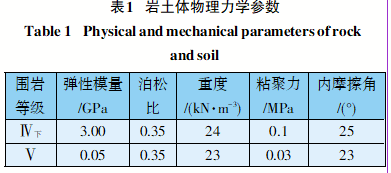 表1 岩土体物理力学参数
Table 1 Physical and mechanical parameters of rock
and soil
围岩等级 弹性模量/GPa 泊松比 重度/(kN·m⁻³) 粘聚力/MPa 内摩擦角/(°)
Ⅳ下 3.00 0.35 24 0.1 25
Ⅴ 0.05 0.35 23 0.03 23